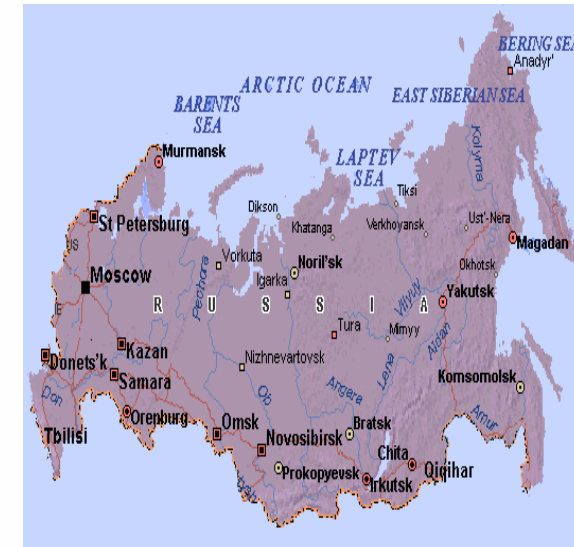 BERING SEA
Anadyr'
ARCTIC OCEAN
EAST SIBERIAN SEA
BARENTS
SEA
Kolyma
Murmansk
LAPTEV
SEA
Tiksi
Dikson
St Petersburg
Khatanga
Verkhoyansk
Ust'-Nera
US
Magadan
Vorkuta
Noril'sk
Okhotsk
Moscow
Pechora
Igarka
Vilyuy
Yakutsk
R U S S I A
Tura
Mirnyy
Aldan
Kazan
Donets'k
Nizhnevartovsk
Lena
Samara
Ob
Angara
Komsomolsk
Don
Orenburg
Omsk
Bratsk
Amur
Tbilisi
Novosibirsk
Chita
Qiqihar
Prokopyevsk
Irkutsk